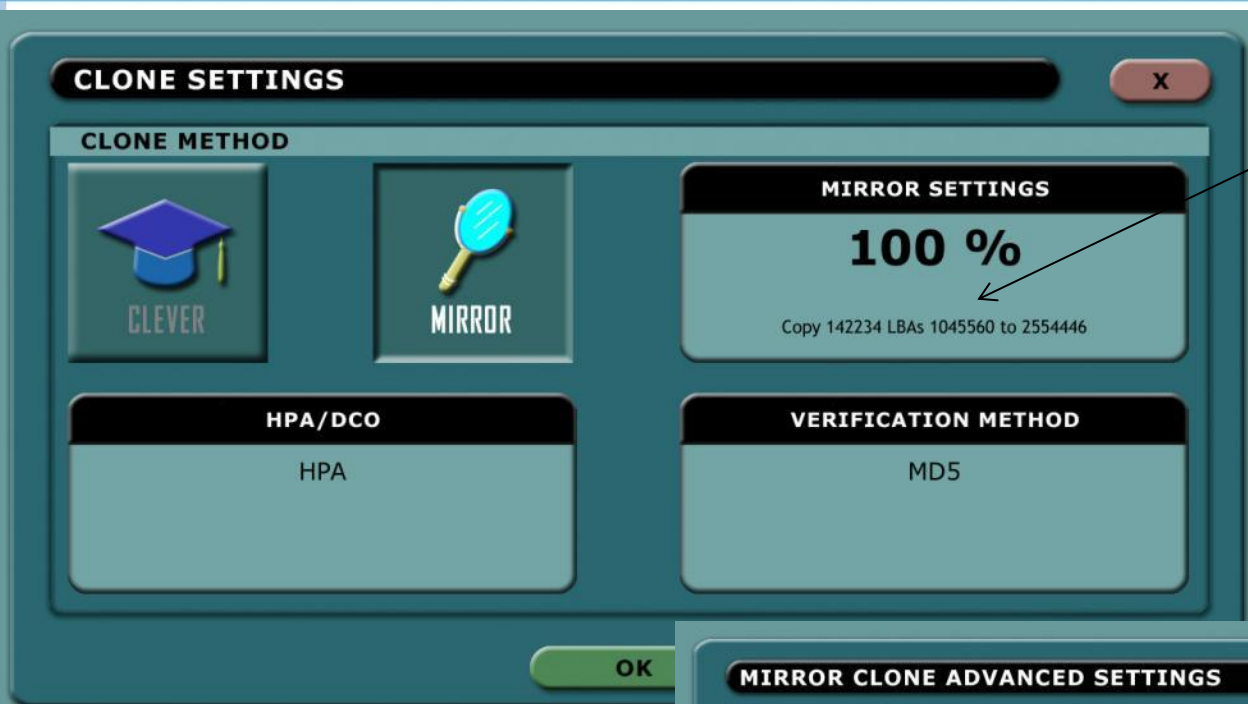 CLONE SETTINGS
X
CLONE METHOD
CLEVER
MIRROR
MIRROR SETTINGS
100 %
Copy 142234 LBAs 1045560 to 2554446
HPA/DCO
HPA
VERIFICATION METHOD
MD5
OK
MIRROR CLONE ADVANCED SETTINGS